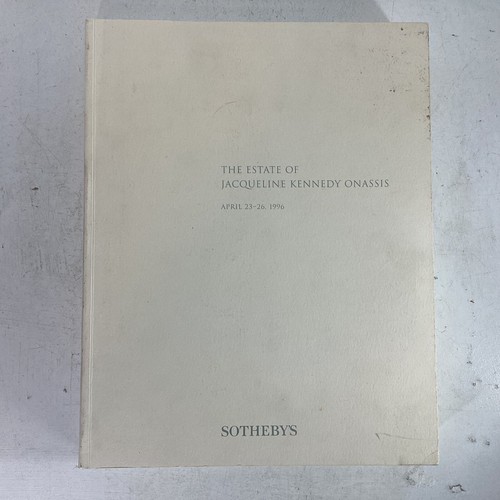 THE ESTATE OF
JACQUELINE KENNEDY ONASSIS
APRIL 23-26, 1996
SOTHEBY'S